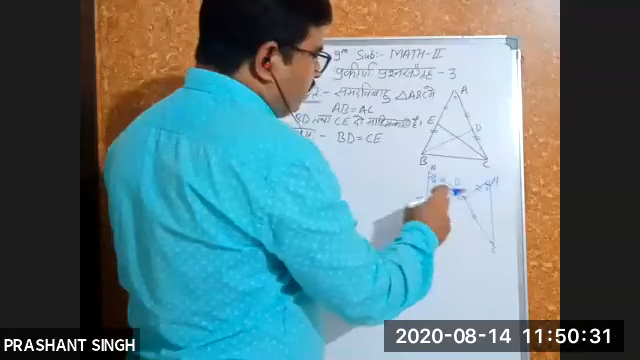 9th Sub:- MATH-II
प्रकीर्ण प्रश्नसंग्रह - 3
- समद्विबाहु △ABC में
AB = AC
BD तथा CE दो माध्यिकाएँ है।
- BD = CE
A
E
D
B
C
A
D
A
C
PRASHANT SINGH
2020-08-14 11:50:31